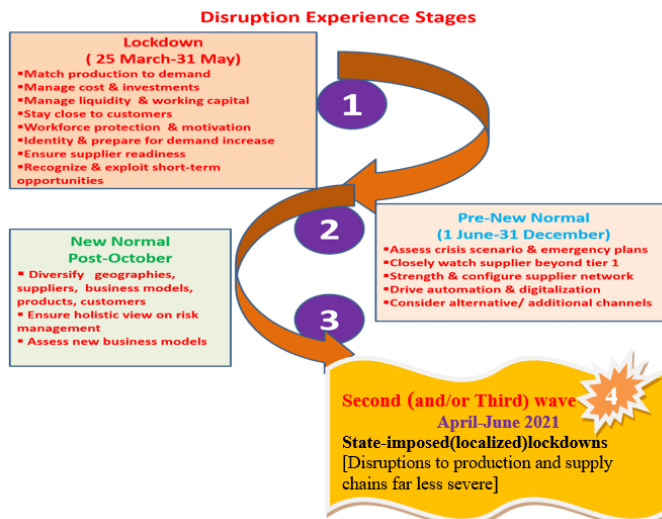 Disruption Experience Stages
Lockdown
( 25 March-31 May)
▪Match production to demand
▪Manage cost & investments
▪Manage liquidity & working capital
▪Stay close to customers
▪Workforce protection & motivation
▪Identity & prepare for demand increase
▪Ensure supplier readiness
▪Recognize & exploit short-term
opportunities
1
2
Pre-New Normal
(1 June-31 December)
▪Assess crisis scenario & emergency plans
▪Closely watch supplier beyond tier 1
▪Strength & configure supplier network
▪Drive automation & digitalization
▪Consider alternative/ additional channels
New Normal
Post-October
▪ Diversify geographies,
suppliers, business models,
products, customers
▪ Ensure holistic view on risk
management
▪ Assess new business models
3
4
Second (and/or Third) wave
April-June 2021
State-imposed(localized)lockdowns
[Disruptions to production and supply
chains far less severe]